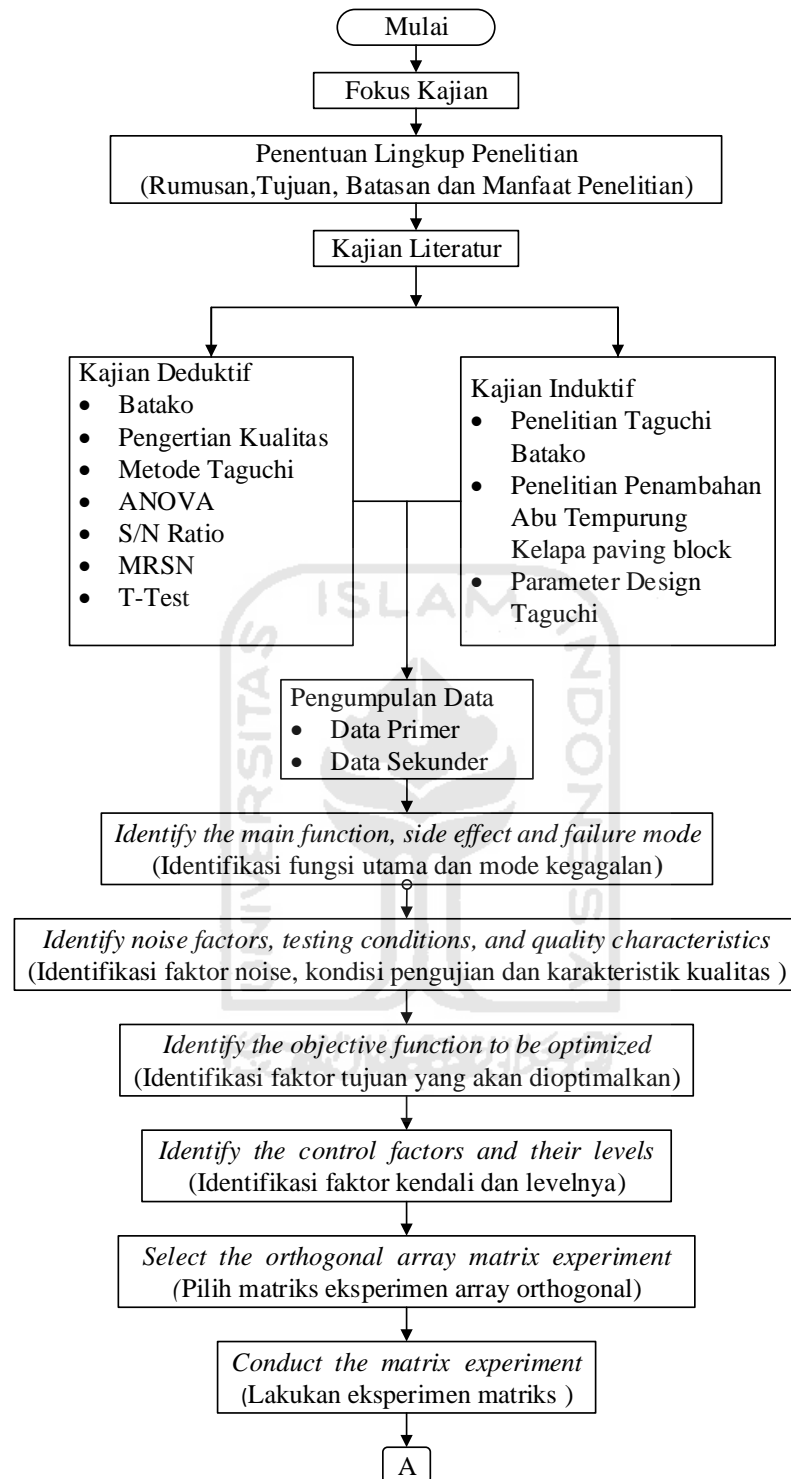 Mulai
Fokus Kajian
Penentuan Lingkup Penelitian
(Rumusan,Tujuan, Batasan dan Manfaat Penelitian)
Kajian Literatur
Kajian Deduktif
• Batako
• Pengertian Kualitas
• Metode Taguchi
• ANOVA
• S/N Ratio
• MRSN
• T-Test
Kajian Induktif
• Penelitian Taguchi
Batako
• Penelitian Penambahan
Abu Tempurung
Kelapa paving block
• Parameter Design
Taguchi
Pengumpulan Data
• Data Primer
• Data Sekunder
Identify the main function, side effect and failure mode
(Identifikasi fungsi utama dan mode kegagalan)
Identify noise factors, testing conditions, and quality characteristics
(Identifikasi faktor noise, kondisi pengujian dan karakteristik kualitas )
Identify the objective function to be optimized
(Identifikasi faktor tujuan yang akan dioptimalkan)
Identify the control factors and their levels
(Identifikasi faktor kendali dan levelnya)
Select the orthogonal array matrix experiment
(Pilih matriks eksperimen array orthogonal)
Conduct the matrix experiment
(Lakukan eksperimen matriks )
A
UNIVERSITAS
ISLAM
INDONESIA